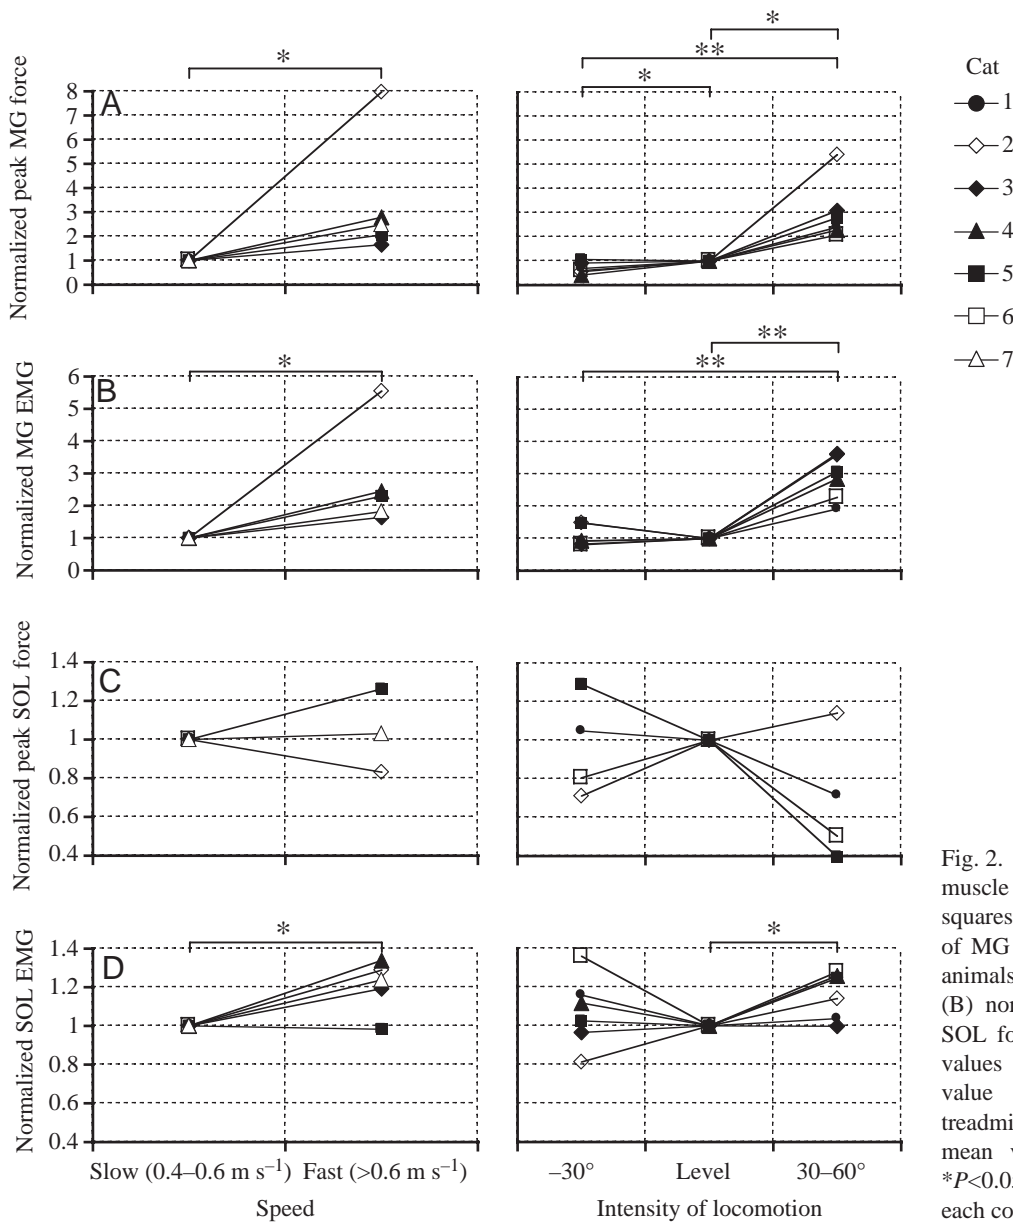 *
*
**
*
Normalized peak MG force
A
8
7
6
5
4
3
2
1
0
Cat
1
2
3
4
5
6
7
*
**
**
Normalized MG EMG
B
6
5
4
3
2
1
0
Normalized peak SOL force
C
1.4
1.2
1
0.8
0.6
0.4
*
*
Normalized SOL EMG
D
1.4
1.2
1
0.8
0.6
0.4
Slow (0.4–0.6 m s–1) Fast (>0.6 m s–1)
Speed
–30° Level 30–60°
Intensity of locomotion
Fig. 2.
muscle
squares
of MG
animals
(B) nor
SOL fo
values
value
treadmi
mean v
*P<0.0
each co